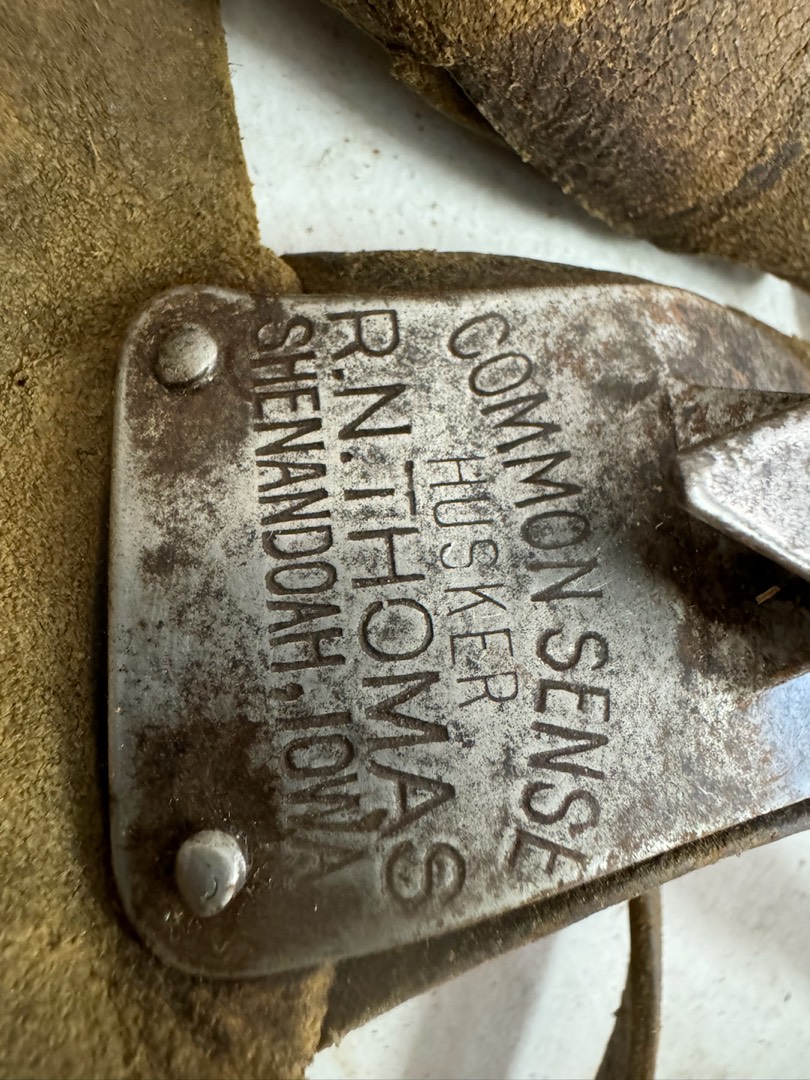 COMMON SENSE
HUSKER
R.N. THOMAS
SHENANDOAH, IOWA